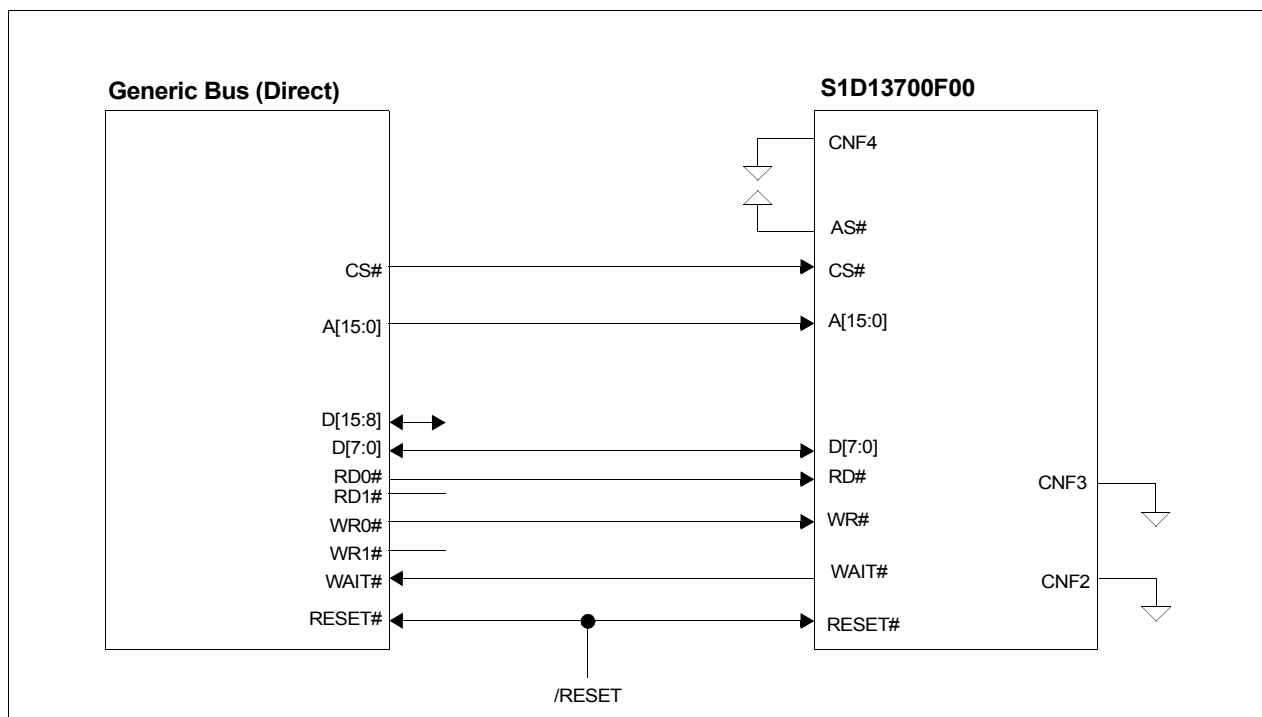 Generic Bus (Direct)
S1D13700F00
CNF4
AS#
CS#
CS#
A[15:0]
A[15:0]
D[15:8]
D[7:0]
D[7:0]
RD0#
RD#
RD1#
CNF3
WR0#
WR#
WR1#
WAIT#
WAIT#
CNF2
RESET#
RESET#
/RESET